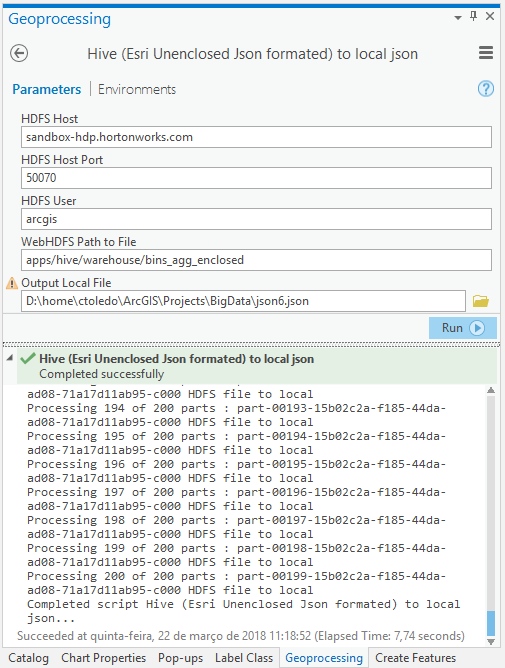 Geoprocessing
Hive (Esri Unenclosed Json formated) to local json
Parameters | Environments
?
HDFS Host
sandbox-hdp.hortonworks.com
HDFS Host Port
50070
HDFS User
arcgis
WebHDFS Path to File
apps/hive/warehouse/bins_agg_enclosed
Output Local File
D:\home\ctoledo\ArcGIS\Projects\BigData\json6.json
Run
Hive (Esri Unenclosed Json formated) to local json
Completed successfully
ad08-71a17d11ab95-c000 HDFS file to local
Processing 194 of 200 parts : part-00193-15b02c2a-f185-44da-
ad08-71a17d11ab95-c000 HDFS file to local
Processing 195 of 200 parts : part-00194-15b02c2a-f185-44da-
ad08-71a17d11ab95-c000 HDFS file to local
Processing 196 of 200 parts : part-00195-15b02c2a-f185-44da-
ad08-71a17d11ab95-c000 HDFS file to local
Processing 197 of 200 parts : part-00196-15b02c2a-f185-44da-
ad08-71a17d11ab95-c000 HDFS file to local
Processing 198 of 200 parts : part-00197-15b02c2a-f185-44da-
ad08-71a17d11ab95-c000 HDFS file to local
Processing 199 of 200 parts : part-00198-15b02c2a-f185-44da-
ad08-71a17d11ab95-c000 HDFS file to local
Processing 200 of 200 parts : part-00199-15b02c2a-f185-44da-
ad08-71a17d11ab95-c000 HDFS file to local
Completed script Hive (Esri Unenclosed Json formated) to local
json...
Succeeded at quinta-feira, 22 de março de 2018 11:18:52 (Elapsed Time: 7,74 seconds)
Catalog Chart Properties Pop-ups Label Class Geoprocessing Create Features